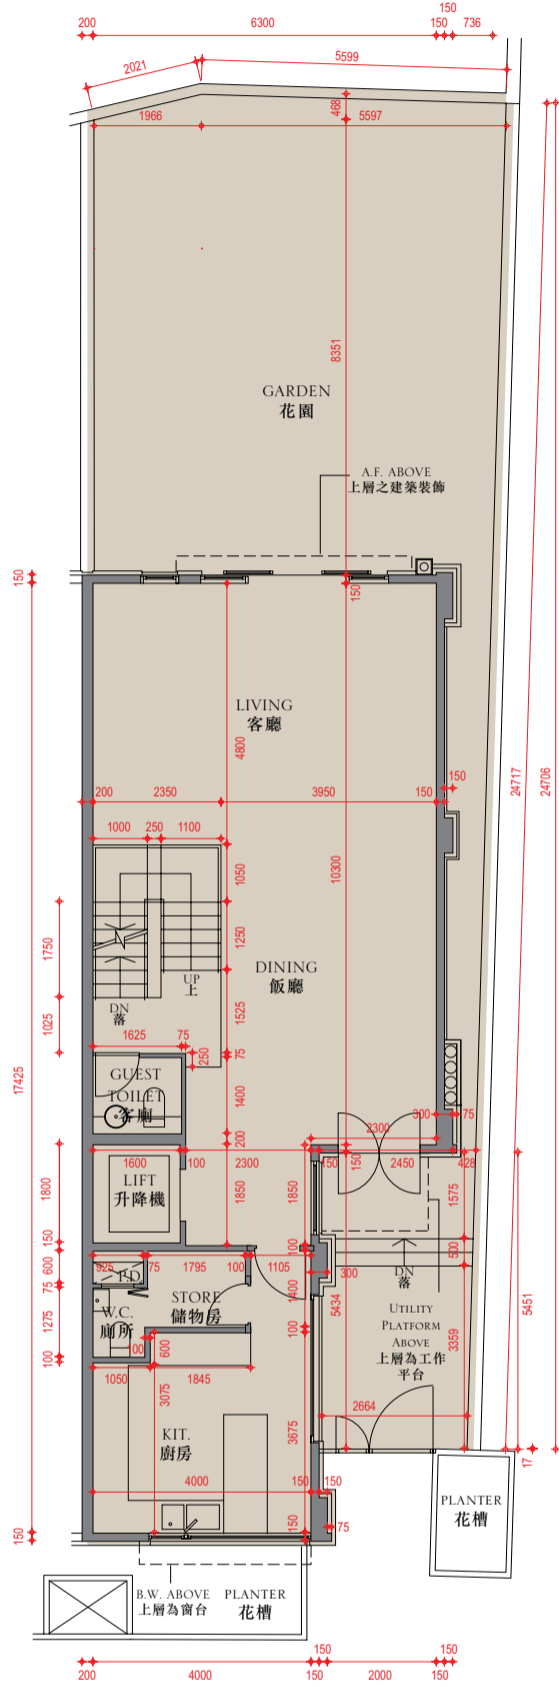 150
200 6300 150 736
5599
2021
468
1966 5597
8351
GARDEN
花園
A.F. ABOVE
上層之建築裝飾
150
150
LIVING
客廳
4800
150
24717
24706
200 2350 3950 150
1000 250 1100
1050
10300
1250
1750
DINING
飯廳
UP
上
DN
落
1525
1025
1625 75
250
75
17425
GUEST
TOILET
客廁
1400
300 75
2300
200
1600 100 2300 150 150 2450 428
LIFT
升降機
1800
1850
1850
1575
150
100
500
600
925 75 1795 100 1105
300
DN
落
P.D.
75
STORE
儲物房
1400
5434
5451
W.C.
廁所
1275
UTILITY
PLATFORM
ABOVE
上層為工作
平台
100
100
600
3359
100
1050 1845
3075
2664
KIT.
廚房
3675
17
4000 150 150
PLANTER
花槽
150
150
75
B.W. ABOVE
上層為窗台
PLANTER
花槽
150 150
200 4000 150 2000 150